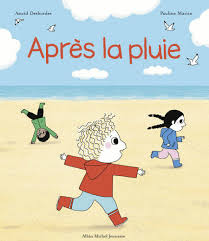 Astrid Desbordes Pauline Martin
Après la pluie
Albin Michel Jeunesse